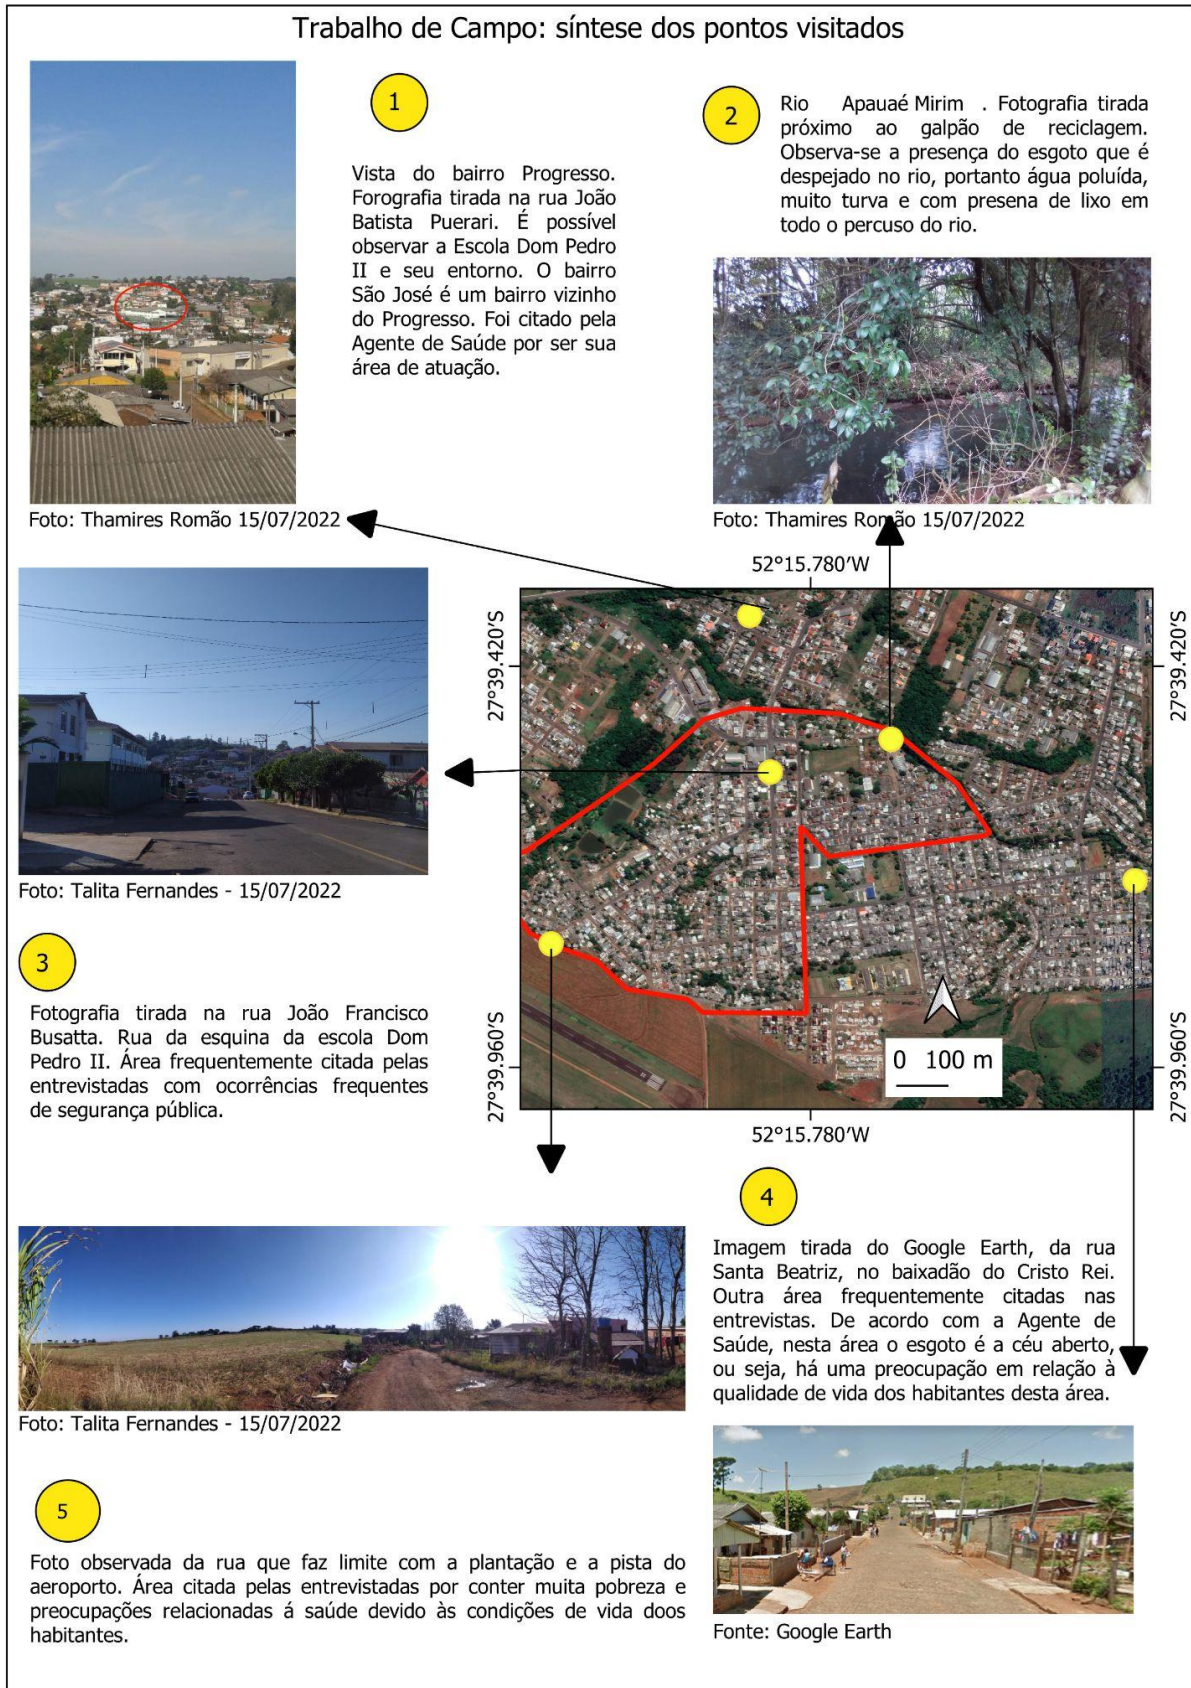 Trabalho de Campo: síntese dos pontos visitados
1
Vista do bairro Progresso.
Forografia tirada na rua João
Batista Puerari. É possível
observar a Escola Dom Pedro
II e seu entorno. O bairro
São José é um bairro vizinho
do Progresso. Foi citado pela
Agente de Saúde por ser sua
área de atuação.
Foto: Thamires Romão 15/07/2022
2
Rio Apauaé Mirim . Fotografia tirada
próximo ao galpão de reciclagem.
Observa-se a presença do esgoto que é
despejado no rio, portanto água poluída,
muito turva e com presena de lixo em
todo o percuso do rio.
Foto: Thamires Romão 15/07/2022
52°15.780'W
27°39.420'S
27°39.420'S
27°39.960'S
27°39.960'S
0 100 m
52°15.780'W
Foto: Talita Fernandes - 15/07/2022
3
Fotografia tirada na rua João Francisco
Busatta. Rua da esquina da escola Dom
Pedro II. Área frequentemente citada pelas
entrevistadas com ocorrências frequentes
de segurança pública.
4
Imagem tirada do Google Earth, da rua
Santa Beatriz, no baixadão do Cristo Rei.
Outra área frequentemente citadas nas
entrevistas. De acordo com a Agente de
Saúde, nesta área o esgoto é a céu aberto,
ou seja, há uma preocupação em relação à
qualidade de vida dos habitantes desta área.
Fonte: Google Earth
Foto: Talita Fernandes - 15/07/2022
5
Foto observada da rua que faz limite com a plantação e a pista do
aeroporto. Área citada pelas entrevistadas por conter muita pobreza e
preocupações relacionadas á saúde devido às condições de vida doos
habitantes.